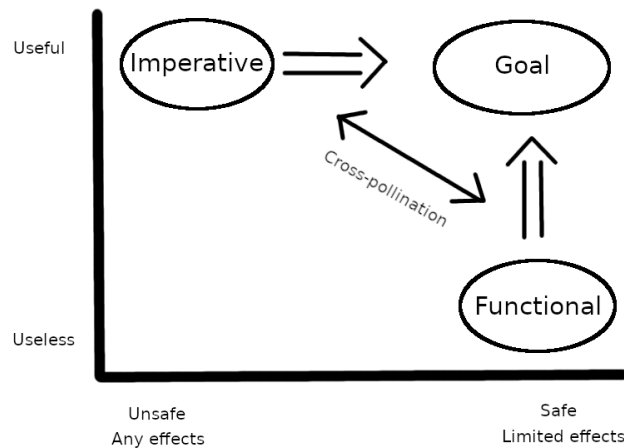 Useful
Imperative
Goal
Cross-pollination
Functional
Useless
Unsafe
Any effects
Safe
Limited effects